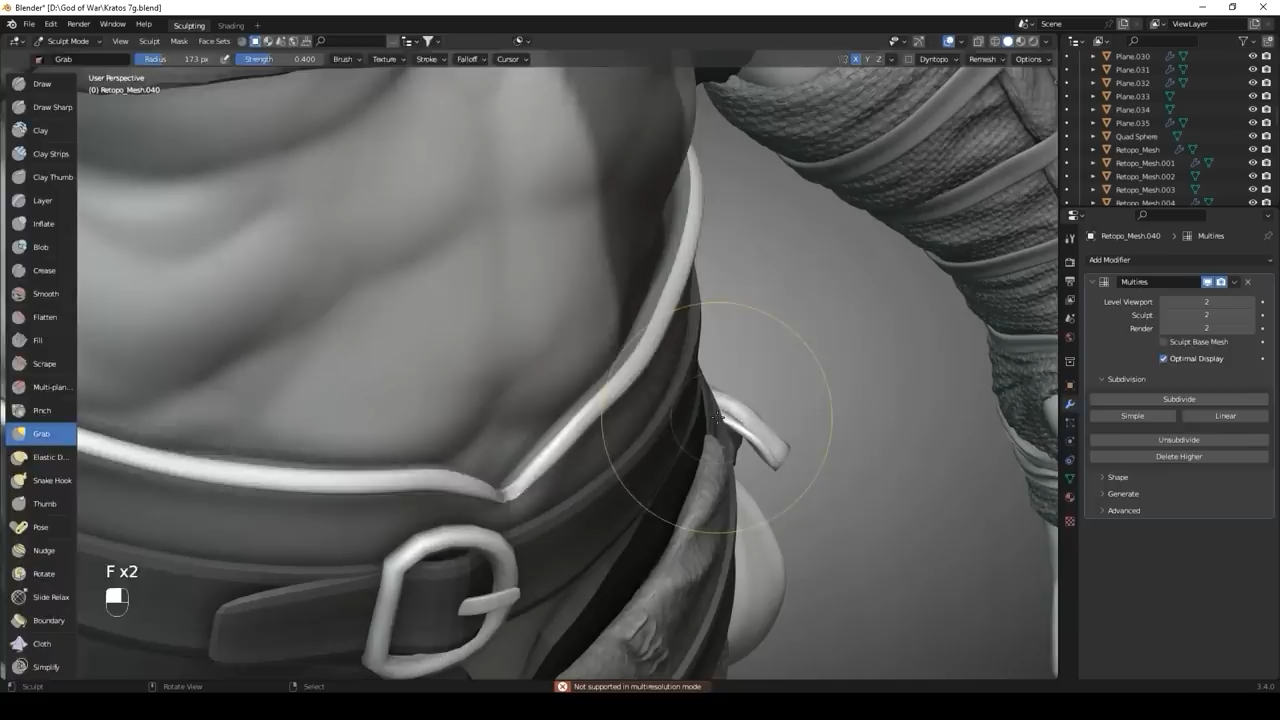 Blender* [D:\God of War\Kratos 7g.blend]
File Edit Render Window Help Sculpting Shading + Scene ViewLayer
Sculpt Mode View Sculpt Mask Face Sets
Grab Radius 173 px Strength 0.400 Brush Texture Stroke Falloff Cursor X Y Z Dyntopo Remesh Options
User Perspective
(0) Retopo_Mesh.040
Draw
Draw Sharp
Clay
Clay Strips
Clay Thumb
Layer
Inflate
Blob
Crease
Smooth
Flatten
Fill
Scrape
Multi-plan...
Pinch
Grab
Elastic D...
Snake Hook
Thumb
Pose
Nudge
Rotate
Slide Relax
Boundary
Cloth
Simplify
F x2
Plane.030
Plane.031
Plane.032
Plane.033
Plane.034
Plane.035
Quad Sphere
Retopo_Mesh
Retopo_Mesh.001
Retopo_Mesh.002
Retopo_Mesh.003
Retopo_Mesh.004
Retopo_Mesh.040 > Multires
Add Modifier
Multires
Level Viewport 2
Sculpt 2
Render 2
Sculpt Base Mesh
Optimal Display
Subdivision
Subdivide
Simple Linear
Unsubdivide
Delete Higher
Shape
Generate
Advanced
Sculpt Rotate View Select Not supported in multiresolution mode 3.4.0